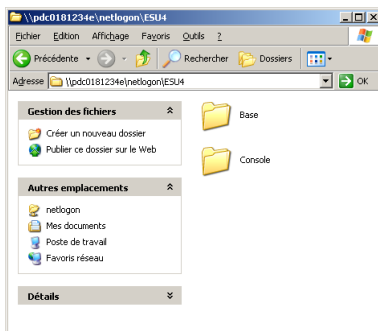 \\pdc0181234e\netlogon\ESU4
Fichier Edition Affichage Favoris Outils ?
Précédente Rechercher Dossiers
Adresse \\pdc0181234e\netlogon\ESU4 OK
Gestion des fichiers
Créer un nouveau dossier
Publier ce dossier sur le Web
Autres emplacements
netlogon
Mes documents
Poste de travail
Favoris réseau
Détails
Base
Console